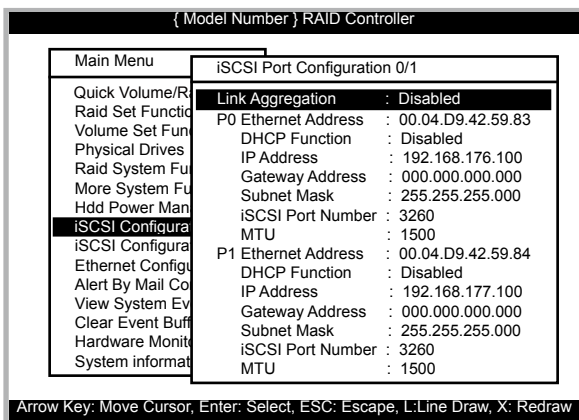 { Model Number } RAID Controller
Main Menu
Quick Volume/R
Raid Set Functio
Volume Set Fun
Physical Drives
Raid System Fu
More System Fu
Hdd Power Man
iSCSI Configura
iSCSI Configura
Ethernet Configu
Alert By Mail Co
View System Ev
Clear Event Buff
Hardware Monito
System informat
iSCSI Port Configuration 0/1
Link Aggregation : Disabled
P0 Ethernet Address : 00.04.D9.42.59.83
DHCP Function : Disabled
IP Address : 192.168.176.100
Gateway Address : 000.000.000.000
Subnet Mask : 255.255.255.000
iSCSI Port Number : 3260
MTU : 1500
P1 Ethernet Address : 00.04.D9.42.59.84
DHCP Function : Disabled
IP Address : 192.168.177.100
Gateway Address : 000.000.000.000
Subnet Mask : 255.255.255.000
iSCSI Port Number : 3260
MTU : 1500
Arrow Key: Move Cursor, Enter: Select, ESC: Escape, L:Line Draw, X: Redraw